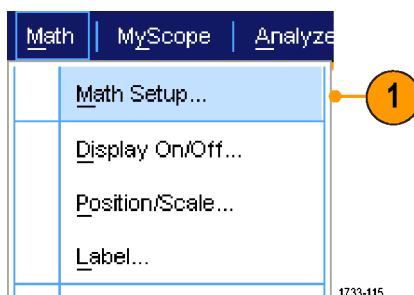 Math | MyScope | Analyze
Math Setup...
1
Display On/Off...
Position/Scale...
Label...
1733-115